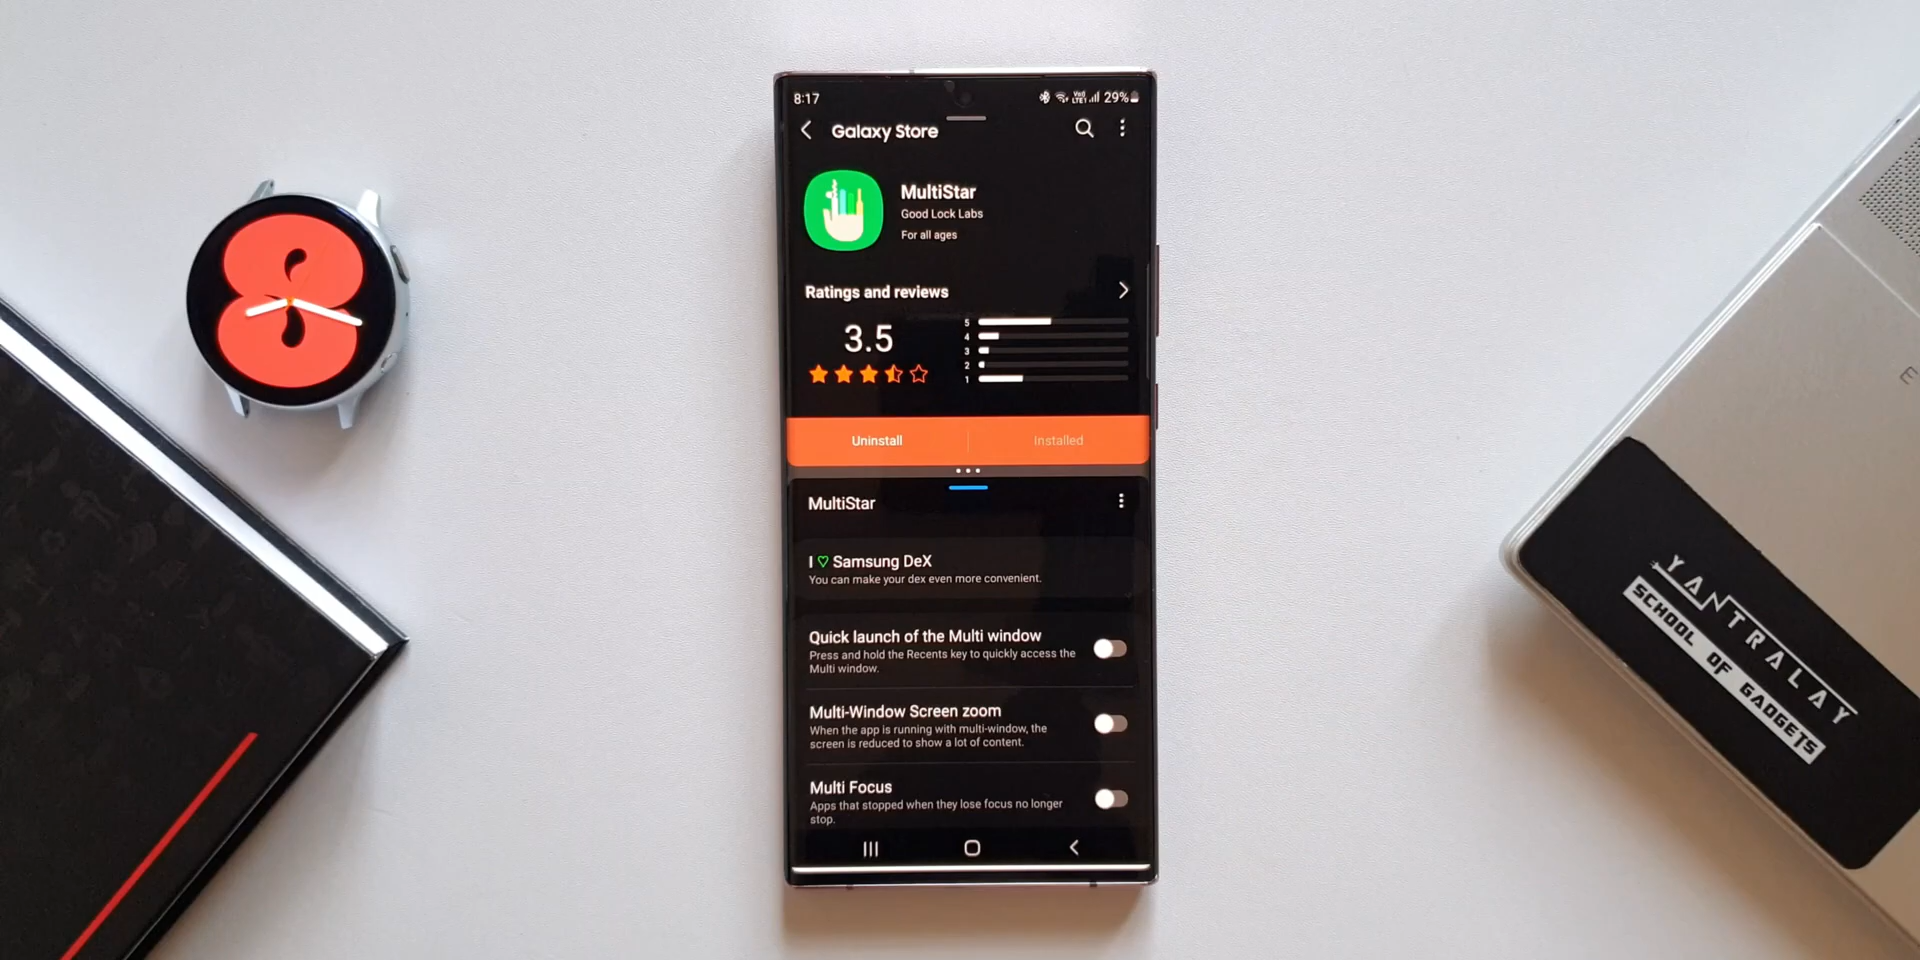 8:17
Vo5 LTE1 29%
Galaxy Store
MultiStar
Good Lock Labs
For all ages
Ratings and reviews
3.5
5
4
3
2
1
Uninstall
Installed
MultiStar
I ♡ Samsung DeX
You can make your dex even more convenient.
Quick launch of the Multi window
Press and hold the Recents key to quickly access the
Multi window.
Multi-Window Screen zoom
When the app is running with multi-window, the
screen is reduced to show a lot of content.
Multi Focus
Apps that stopped when they lose focus no longer
stop.
8
YANTRALAY
SCHOOL OF GADGETS
E